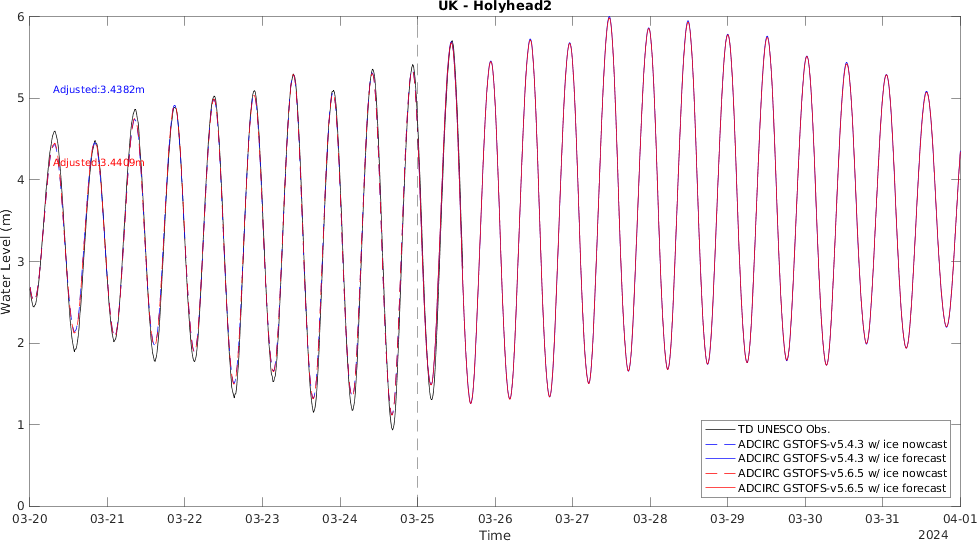 UK - Holyhead2
6
5
4
3
2
1
0
Water Level (m)
Adjusted:3.4382m
Adjusted:3.4409m
TD UNESCO Obs.
ADCIRC GSTOFS-v5.4.3 w/ ice nowcast
ADCIRC GSTOFS-v5.4.3 w/ ice forecast
ADCIRC GSTOFS-v5.6.5 w/ ice nowcast
ADCIRC GSTOFS-v5.6.5 w/ ice forecast
03-20 03-21 03-22 03-23 03-24 03-25 03-26 03-27 03-28 03-29 03-30 03-31 04-01
Time
2024